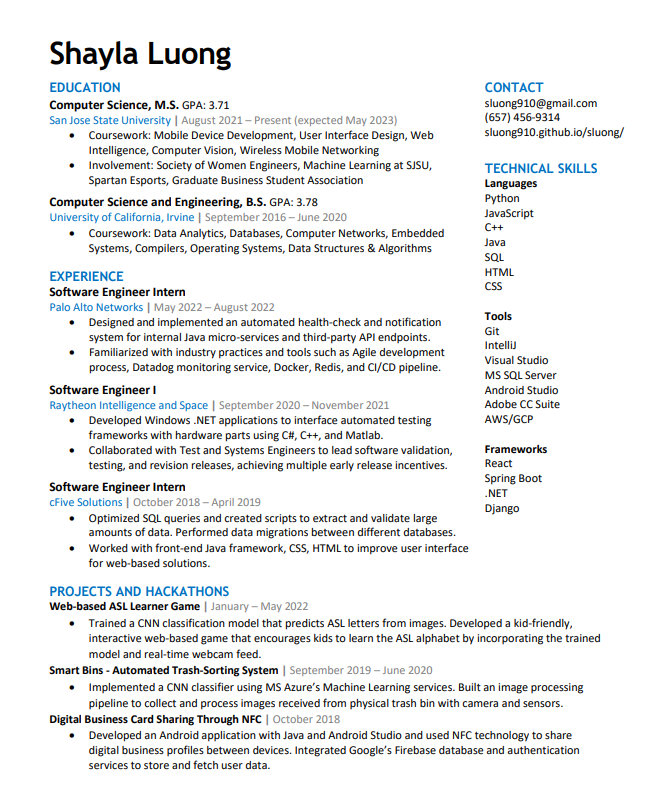 Shayla Luong
EDUCATION
Computer Science, M.S. GPA: 3.71
San Jose State University | August 2021 – Present (expected May 2023)
• Coursework: Mobile Device Development, User Interface Design, Web
Intelligence, Computer Vision, Wireless Mobile Networking
• Involvement: Society of Women Engineers, Machine Learning at SJSU,
Spartan Esports, Graduate Business Student Association
Computer Science and Engineering, B.S. GPA: 3.78
University of California, Irvine | September 2016 – June 2020
• Coursework: Data Analytics, Databases, Computer Networks, Embedded
Systems, Compilers, Operating Systems, Data Structures & Algorithms
EXPERIENCE
Software Engineer Intern
Palo Alto Networks | May 2022 – August 2022
• Designed and implemented an automated health-check and notification
system for internal Java micro-services and third-party API endpoints.
• Familiarized with industry practices and tools such as Agile development
process, Datadog monitoring service, Docker, Redis, and CI/CD pipeline.
Software Engineer I
Raytheon Intelligence and Space | September 2020 – November 2021
• Developed Windows .NET applications to interface automated testing
frameworks with hardware parts using C#, C++, and Matlab.
• Collaborated with Test and Systems Engineers to lead software validation,
testing, and revision releases, achieving multiple early release incentives.
Software Engineer Intern
cFive Solutions | October 2018 – April 2019
• Optimized SQL queries and created scripts to extract and validate large
amounts of data. Performed data migrations between different databases.
• Worked with front-end Java framework, CSS, HTML to improve user interface
for web-based solutions.
CONTACT
sluong910@gmail.com
(657) 456-9314
sluong910.github.io/sluong/
TECHNICAL SKILLS
Languages
Python
JavaScript
C++
Java
SQL
HTML
CSS
Tools
Git
IntelliJ
Visual Studio
MS SQL Server
Android Studio
Adobe CC Suite
AWS/GCP
Frameworks
React
Spring Boot
.NET
Django
PROJECTS AND HACKATHONS
Web-based ASL Learner Game | January – May 2022
• Trained a CNN classification model that predicts ASL letters from images. Developed a kid-friendly,
interactive web-based game that encourages kids to learn the ASL alphabet by incorporating the trained
model and real-time webcam feed.
Smart Bins - Automated Trash-Sorting System | September 2019 – June 2020
• Implemented a CNN classifier using MS Azure’s Machine Learning services. Built an image processing
pipeline to collect and process images received from physical trash bin with camera and sensors.
Digital Business Card Sharing Through NFC | October 2018
• Developed an Android application with Java and Android Studio and used NFC technology to share
digital business profiles between devices. Integrated Google’s Firebase database and authentication
services to store and fetch user data.